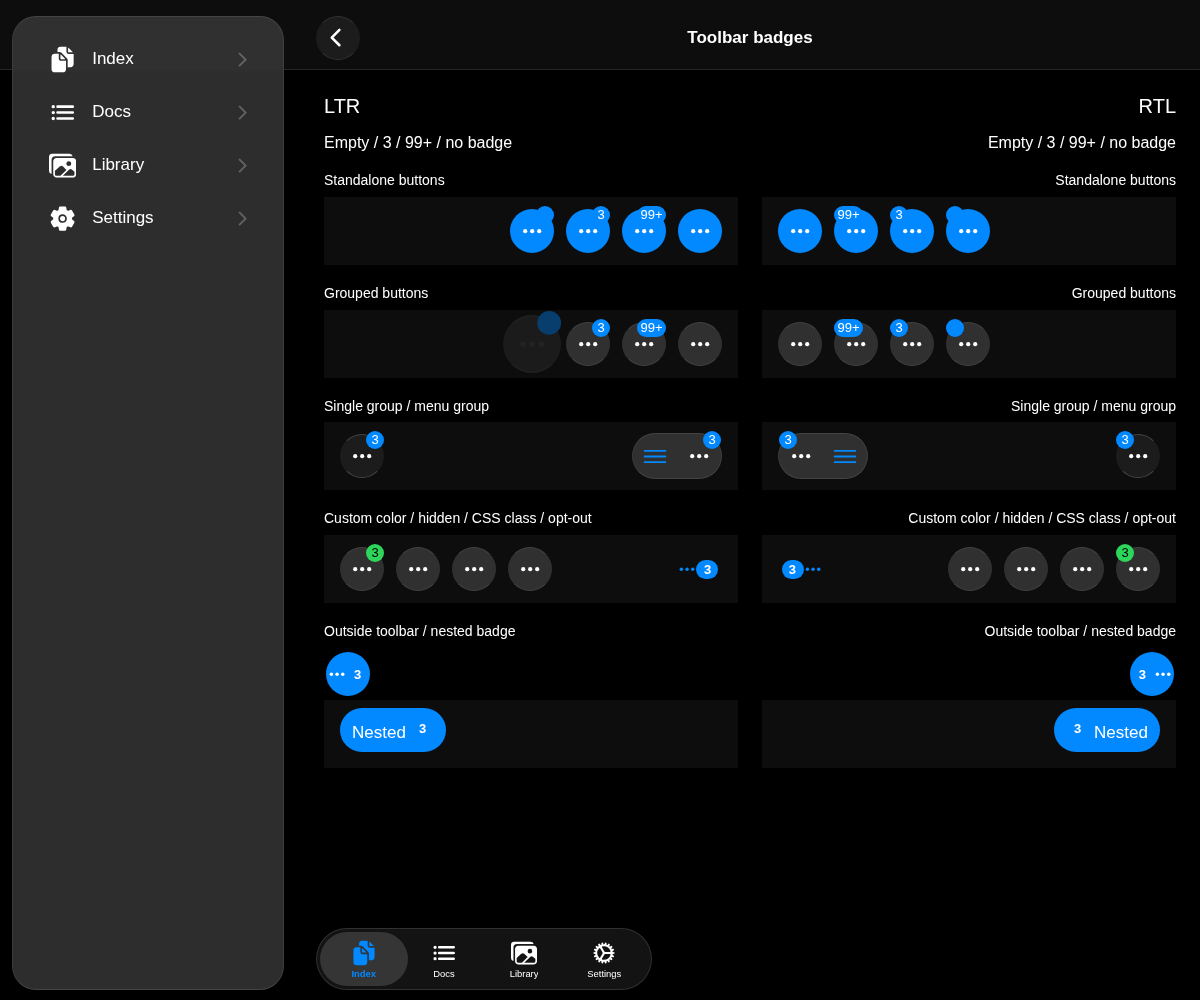 Toolbar badges
Index
Docs
Library
Settings
LTR
RTL
Empty / 3 / 99+ / no badge
Empty / 3 / 99+ / no badge
Standalone buttons
Standalone buttons
3
99+
99+
3
Grouped buttons
Grouped buttons
3
99+
99+
3
Single group / menu group
Single group / menu group
3
3
3
3
Custom color / hidden / CSS class / opt-out
Custom color / hidden / CSS class / opt-out
3
3
3
3
Outside toolbar / nested badge
Outside toolbar / nested badge
3
3
Nested 3
3 Nested
Index
Docs
Library
Settings